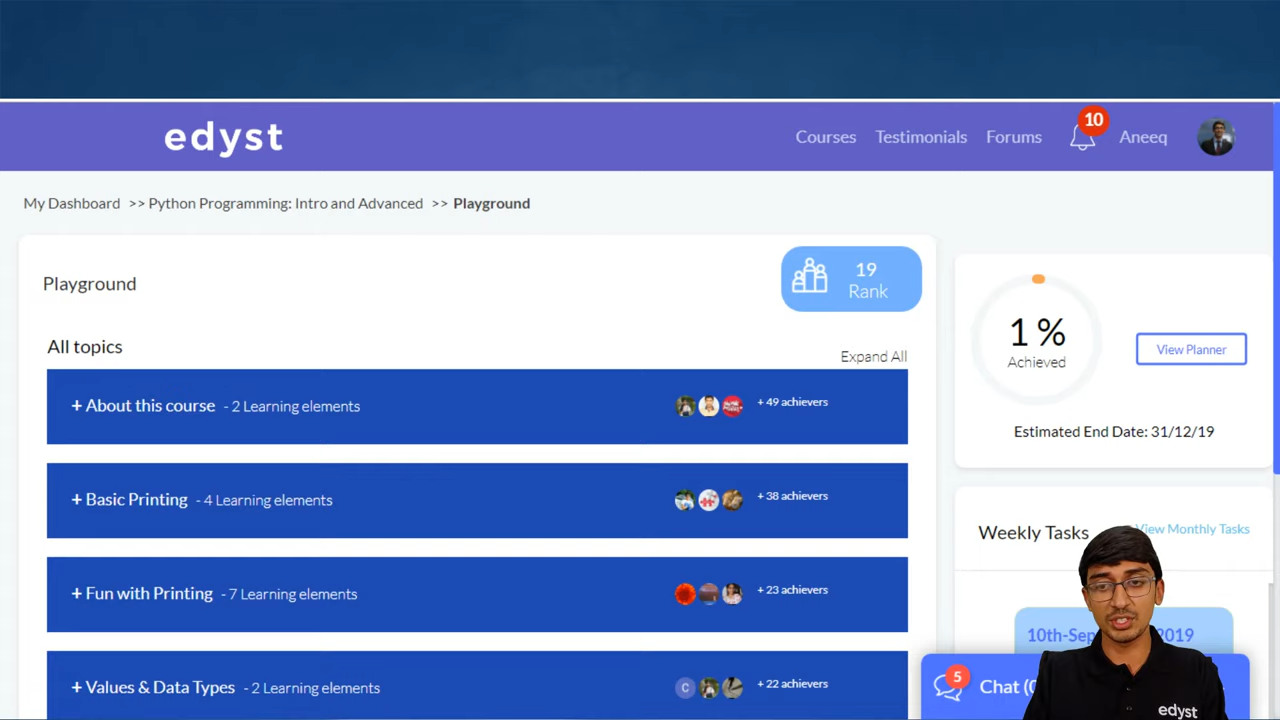 edyst
Courses Testimonials Forums 10 Aneeq
My Dashboard >> Python Programming: Intro and Advanced >> Playground
Playground
19
Rank
All topics
Expand All
+ About this course - 2 Learning elements + 49 achievers
+ Basic Printing - 4 Learning elements + 38 achievers
+ Fun with Printing - 7 Learning elements + 23 achievers
+ Values & Data Types - 2 Learning elements C + 22 achievers
1 %
Achieved
View Planner
Estimated End Date: 31/12/19
Weekly Tasks View Monthly Tasks
10th-Sep 2019
5
Chat
edyst